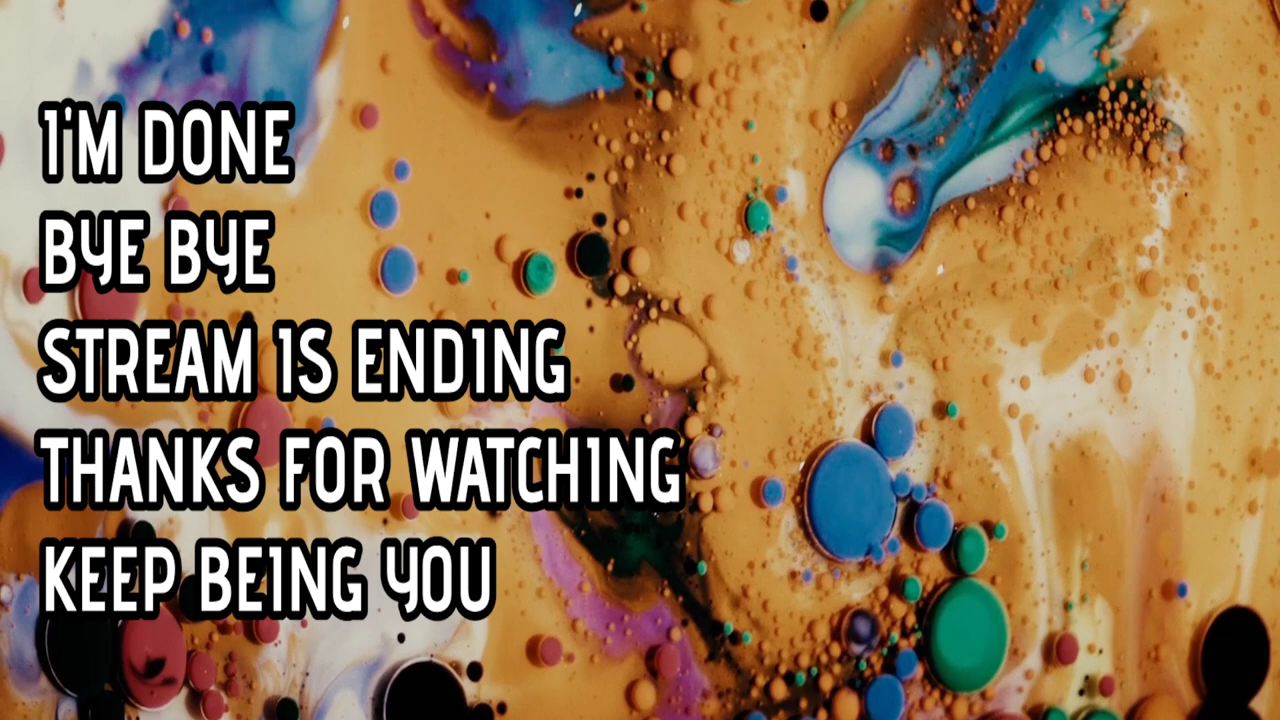 I'M DONE
BYE BYE
STREAM IS ENDING
THANKS FOR WATCHING
KEEP BEING YOU